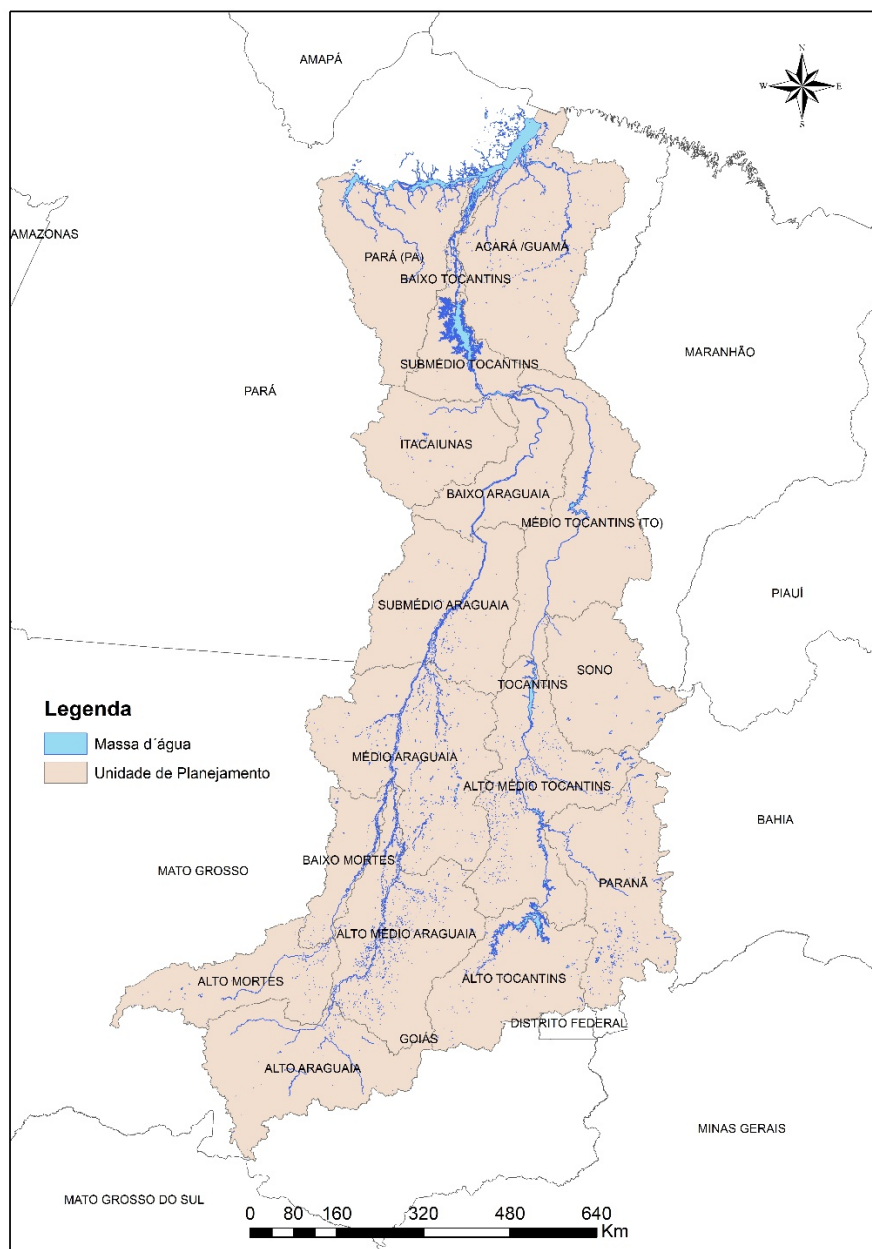 AMAPÁ
N
W
E
S
AMAZONAS
ACARÁ /GUAMÁ
PARÁ (PA)
BAIXO TOCANTINS
MARANHÃO
SUBMÉDIO TOCANTINS
PARÁ
ITACAIUNAS
BAIXO ARAGUAIA
MÉDIO TOCANTINS (TO)
PIAUÍ
SUBMÉDIO ARAGUAIA
SONO
TOCANTINS
Legenda
Massa d´água
Unidade de Planejamento
MÉDIO ARAGUAIA
ALTO MÉDIO TOCANTINS
BAHIA
BAIXO MORTES
MATO GROSSO
PARANÃ
ALTO MÉDIO ARAGUAIA
ALTO MORTES
ALTO TOCANTINS
DISTRITO FEDERAL
GOIÁS
ALTO ARAGUAIA
MINAS GERAIS
MATO GROSSO DO SUL
0 80 160 320 480 640
Km